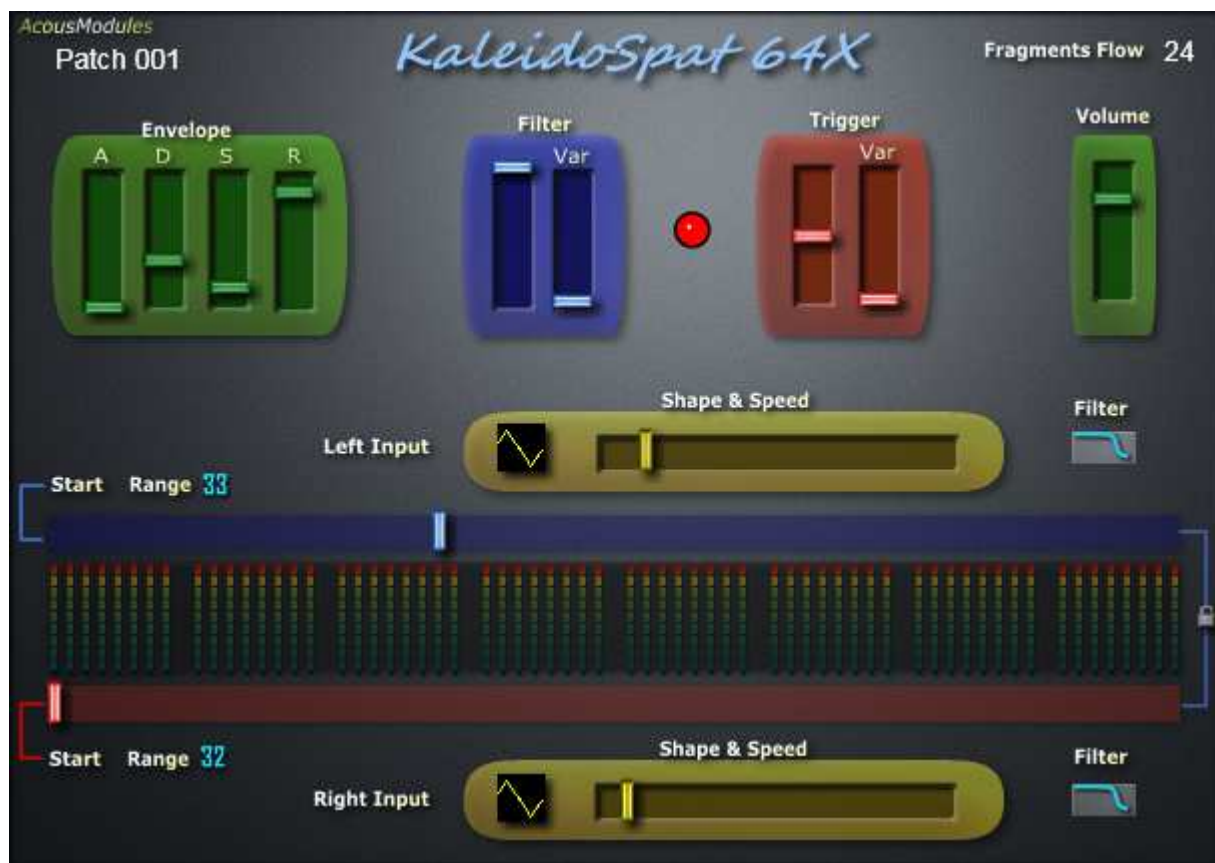 AcousModules
Patch 001
KaleidoSpat 64X
Fragments Flow 24
Envelope
A D S R
Filter
Var
Trigger
Var
Volume
Shape & Speed
Left Input
Filter
Start Range 33
Start Range 32
Shape & Speed
Right Input
Filter